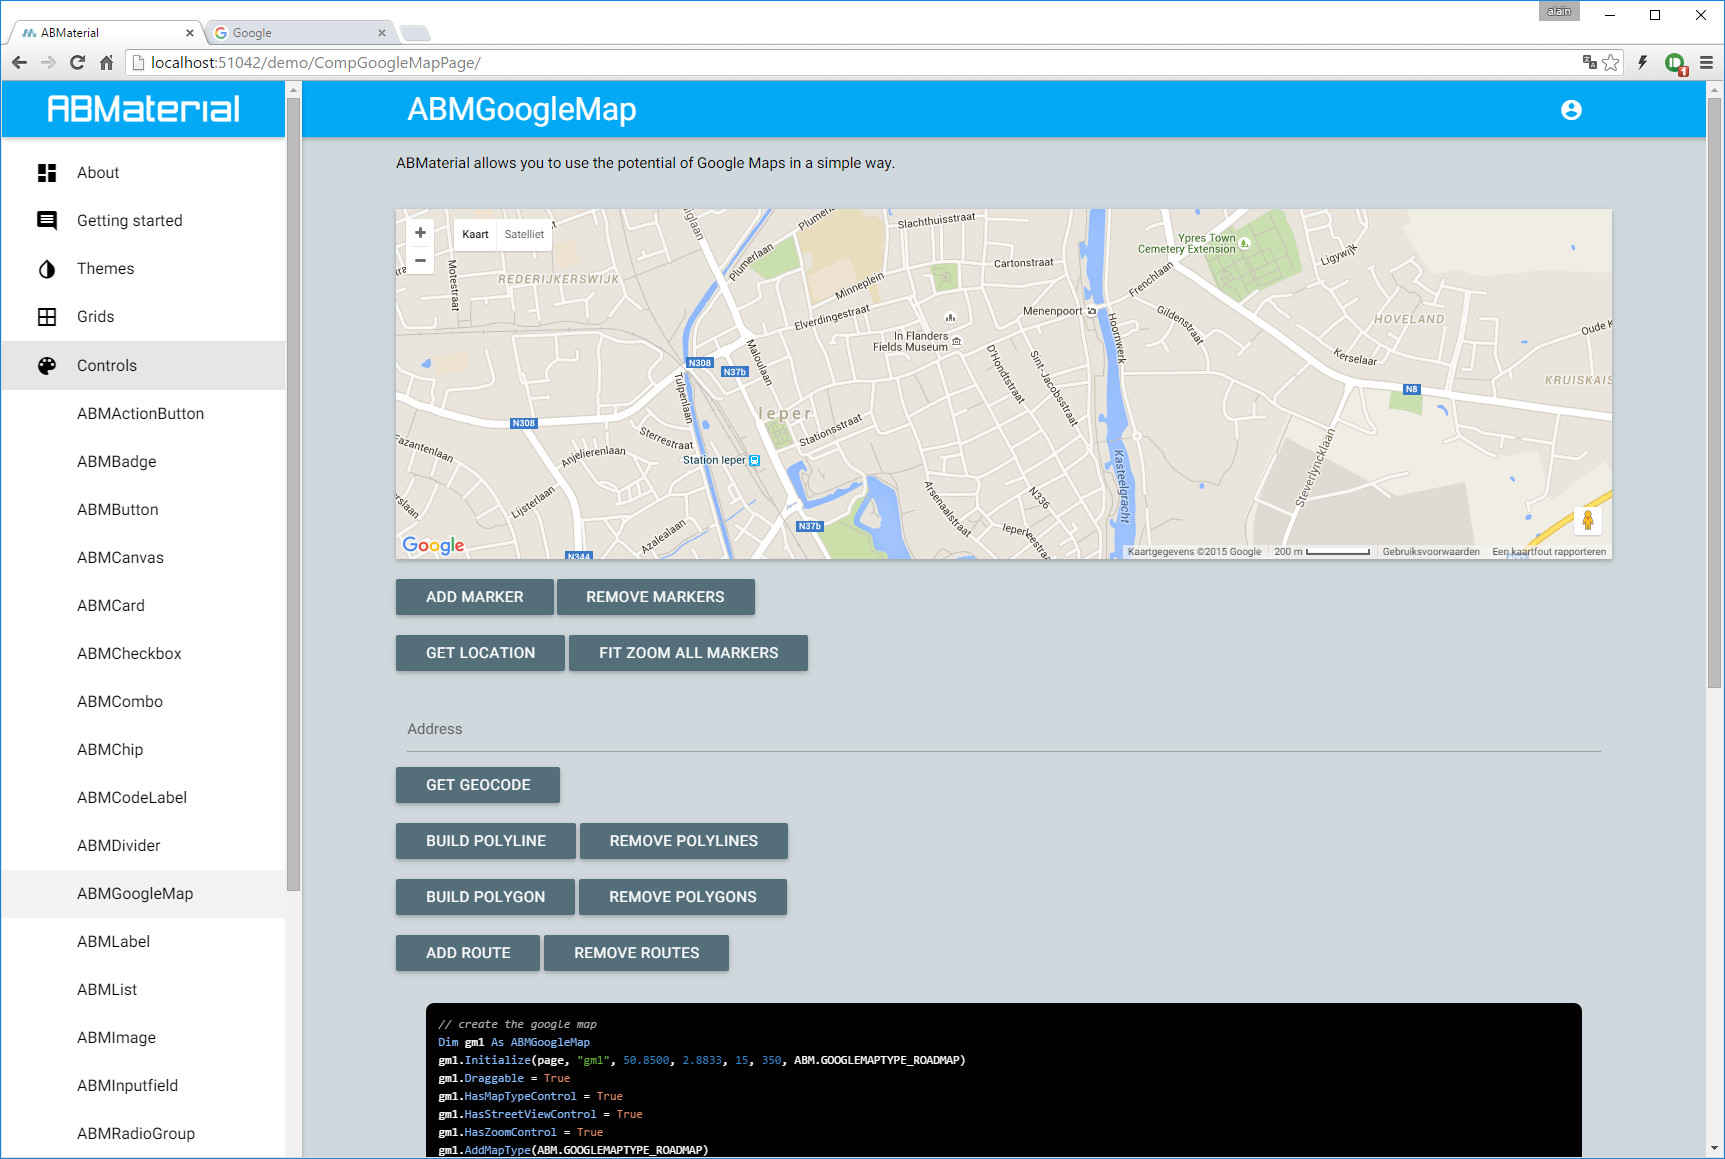 alain
ABMaterial
Google
localhost:51042/demo/CompGoogleMapPage/
ABMaterial
ABMGoogleMap
About
Getting started
Themes
Grids
Controls
ABMActionButton
ABMBadge
ABMButton
ABMCanvas
ABMCard
ABMCheckbox
ABMCombo
ABMChip
ABMCodeLabel
ABMDivider
ABMGoogleMap
ABMLabel
ABMList
ABMImage
ABMInputfield
ABMRadioGroup
ABMaterial allows you to use the potential of Google Maps in a simple way.
Kaart
Satelliet
Slachthuisstraat
Ypres Town
Cemetery Extension
Ligywijk
Plumerlaan
Cartonstraat
Frenchlaan
REDERIJKERSWIJK
Motestraat
Minneplein
Elverdingestraat
Menenpoort
Hoornwerk
Gildenstraat
HOVELAND
Oude K
In Flanders
Fields Museum
Maloulaan
D'Hondtstraat
Sint-Jacobsstraat
Kerselaar
N308
N37b
Tulpenlaan
KRUISKAIS
N8
Ieper
N308
Stationsstraat
Sterrestraat
Fazantenlaan
Anjelierenlaan
Station Ieper
Kasteelgracht
Steverlyncklaan
Lijsterlaan
Arsenaalstraat
N336
Azalealaan
N37b
Ieperleestraat
N344
Google
Kaartgegevens ©2015 Google
200 m
Gebruiksvoorwaarden
Een kaartfout rapporteren
ADD MARKER
REMOVE MARKERS
GET LOCATION
FIT ZOOM ALL MARKERS
Address
GET GEOCODE
BUILD POLYLINE
REMOVE POLYLINES
BUILD POLYGON
REMOVE POLYGONS
ADD ROUTE
REMOVE ROUTES
// create the google map
Dim gm1 As ABMGoogleMap
gm1.Initialize(page, "gm1", 50.8500, 2.8833, 15, 350, ABM.GOOGLEMAPTYPE_ROADMAP)
gm1.Draggable = True
gm1.HasMapTypeControl = True
gm1.HasStreetViewControl = True
gm1.HasZoomControl = True
gm1.AddMapType(ABM.GOOGLEMAPTYPE_ROADMAP)